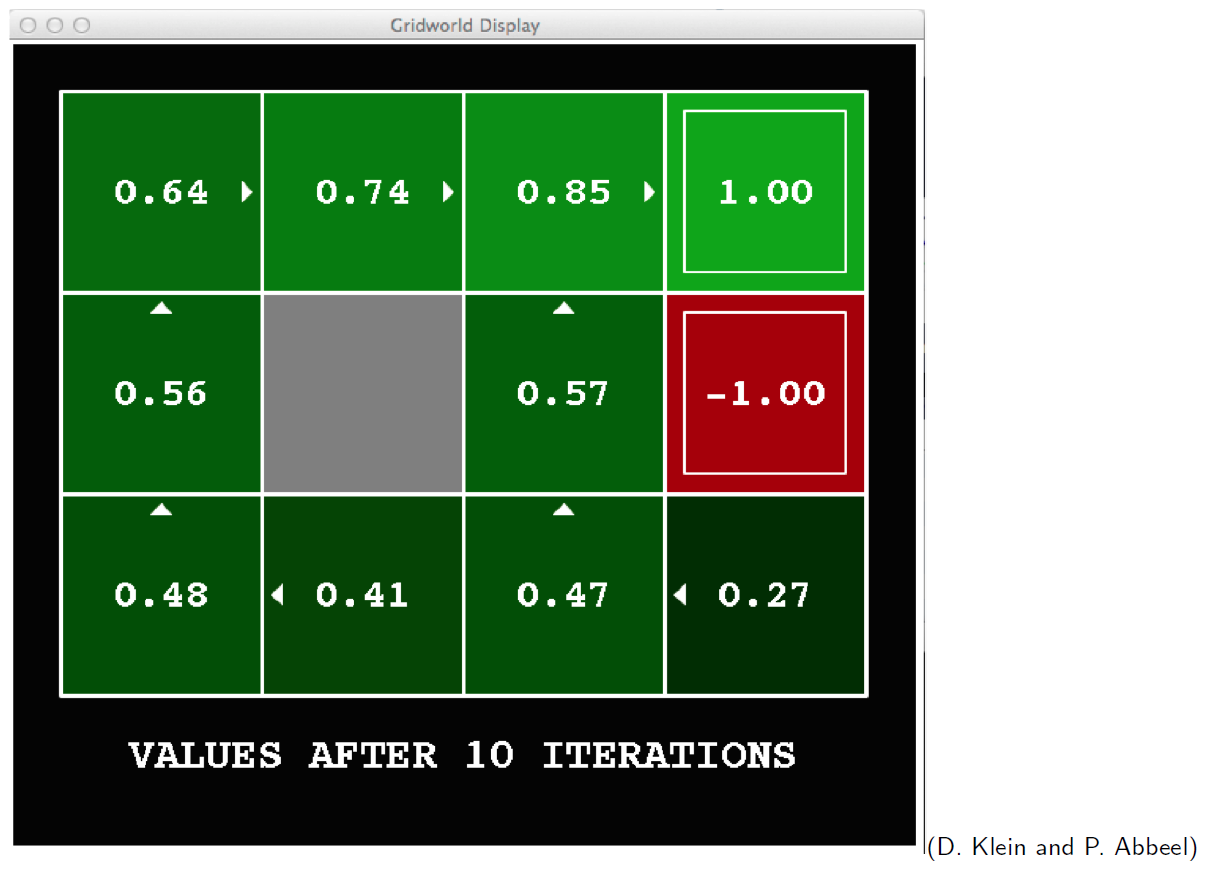 Gridworld Display
0.64 0.74 0.85 1.00
0.56 0.57 -1.00
0.48 0.41 0.47 0.27
VALUES AFTER 10 ITERATIONS
(D. Klein and P. Abbeel)